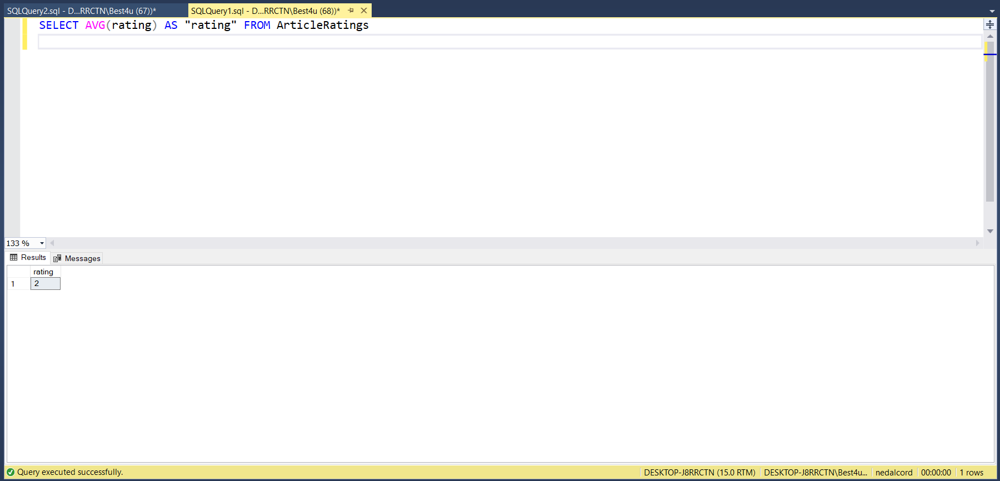 SQLQuery2.sql - D...RRCTN\Best4u (67))* SQLQuery1.sql - D...RRCTN\Best4u (68))*
SELECT AVG(rating) AS "rating" FROM ArticleRatings
133 %
Results Messages
rating
1 2
Query executed successfully. DESKTOP-J8RRCTN (15.0 RTM) DESKTOP-J8RRCTN\Best4u... nedalcord 00:00:00 1 rows